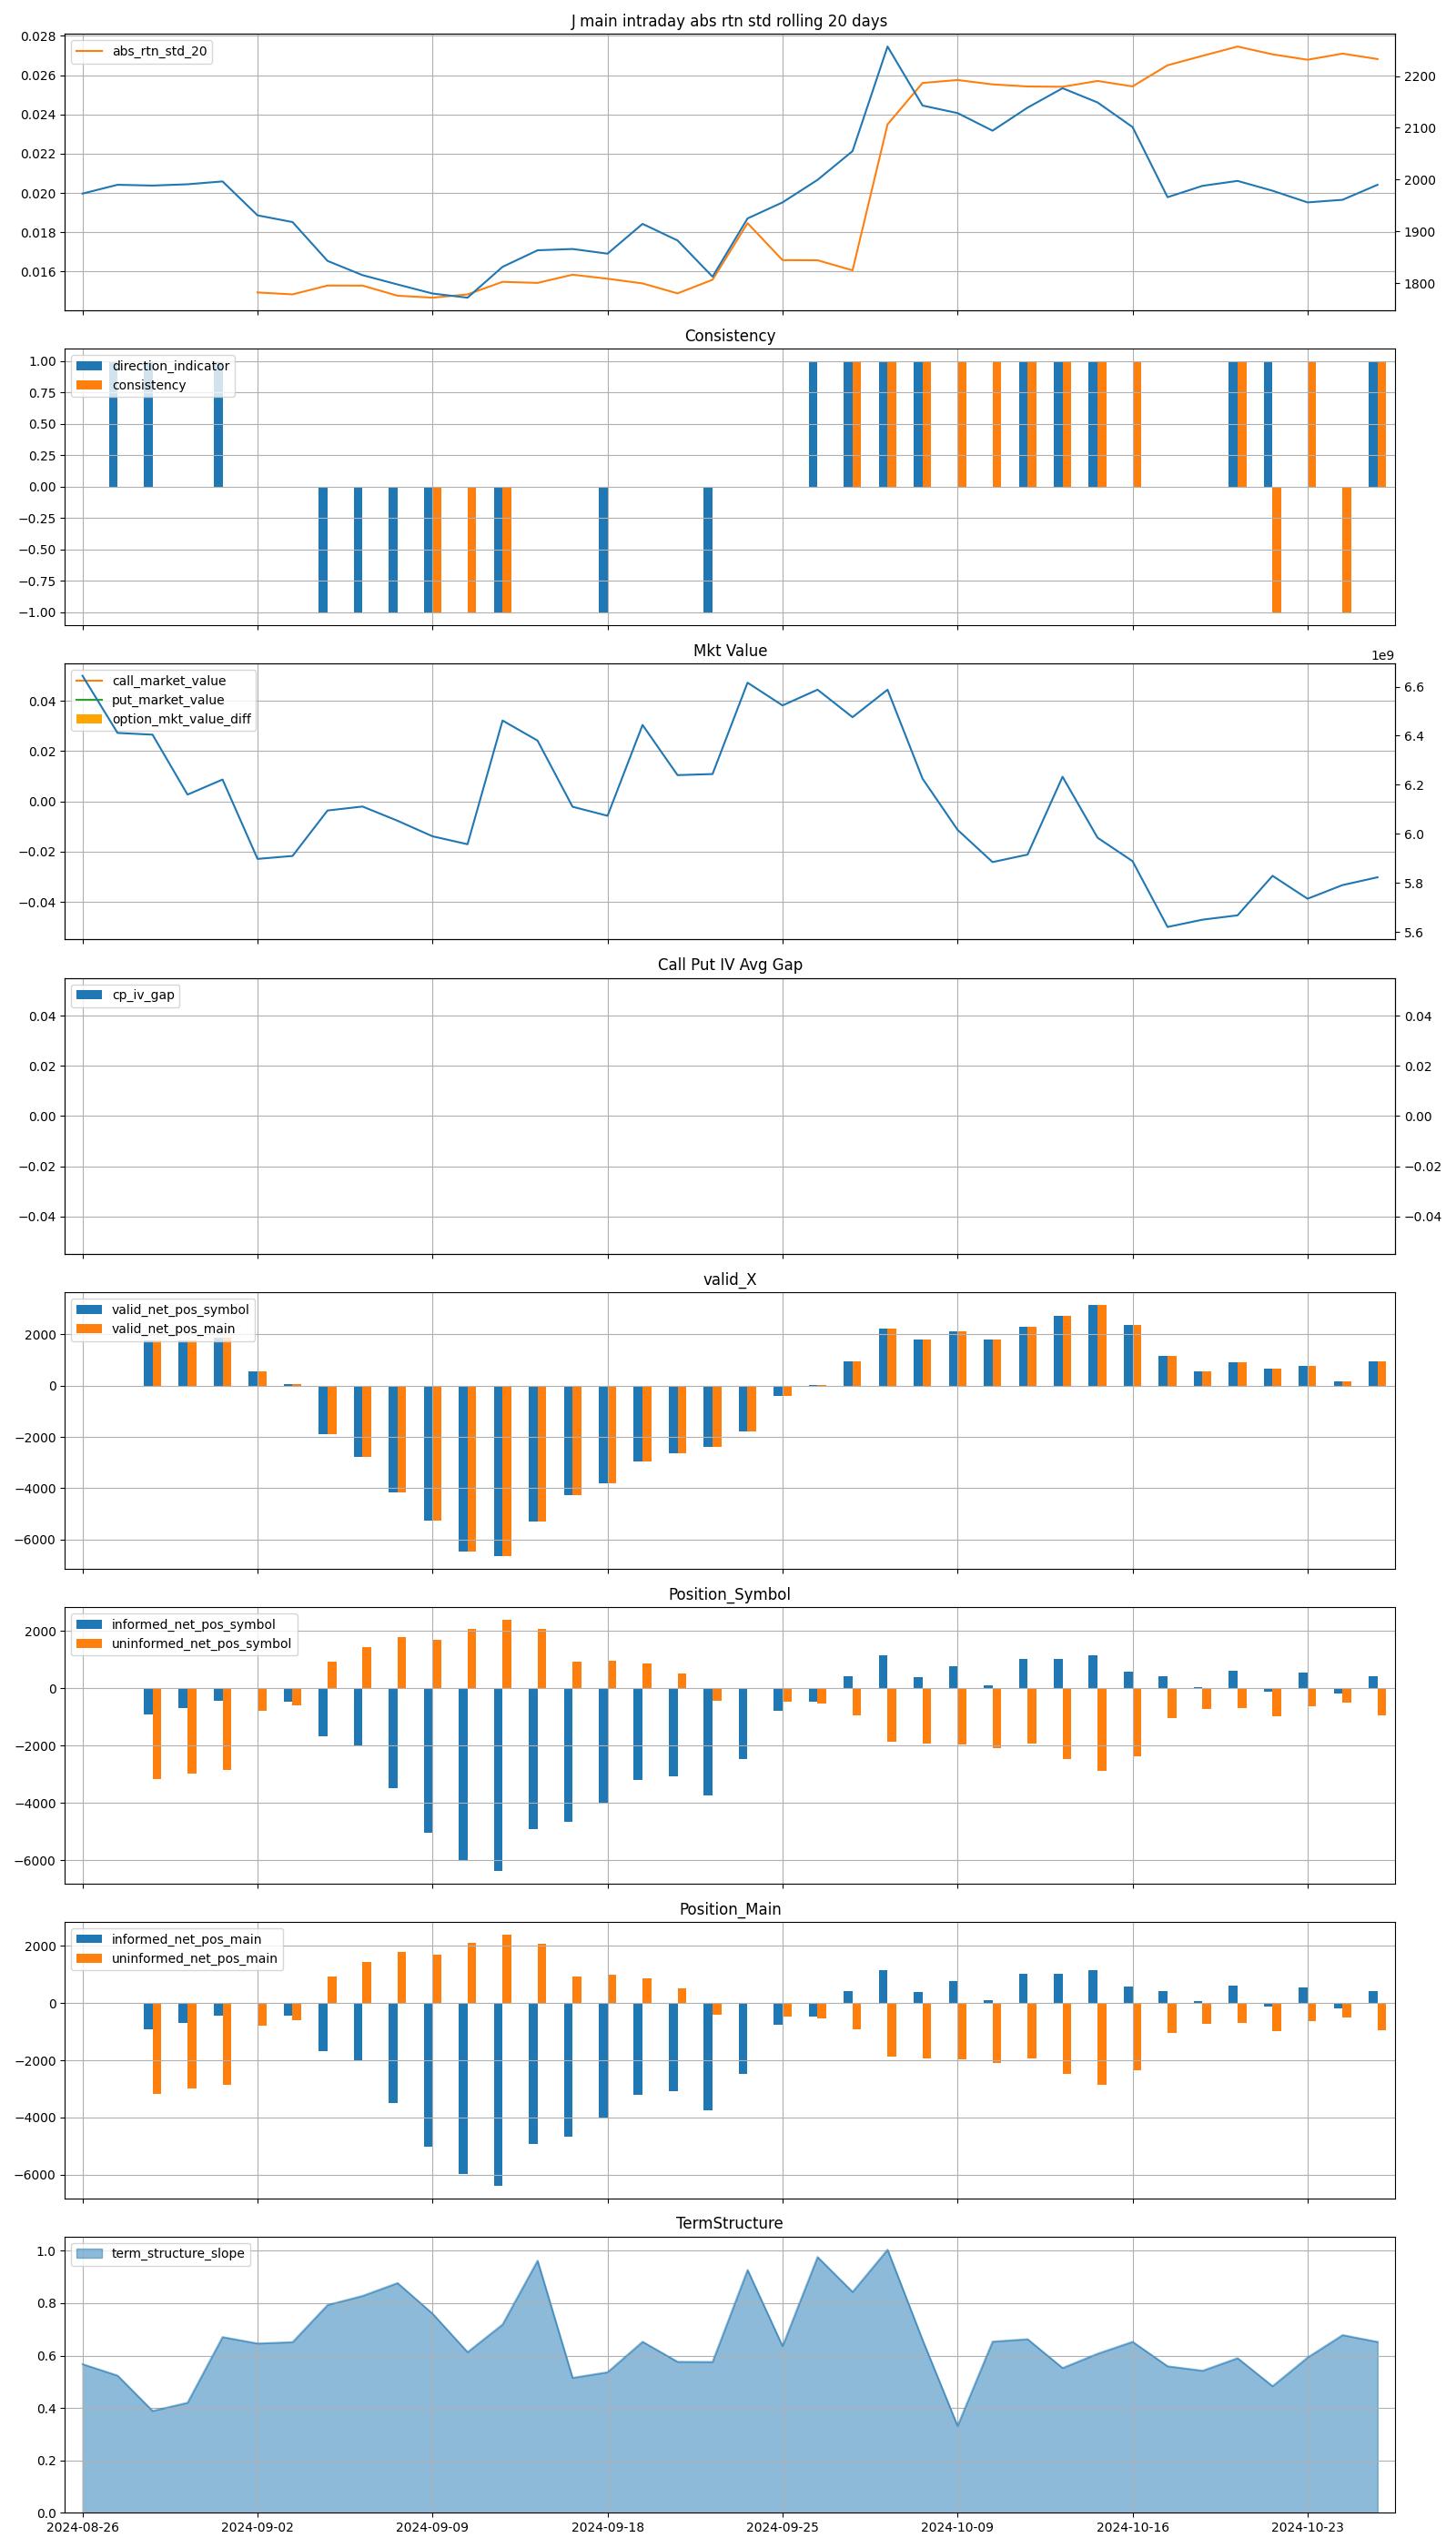 J main intraday abs rtn std rolling 20 days
abs_rtn_std_20
0.028
0.026
0.024
0.022
0.020
0.018
0.016
2200
2100
2000
1900
1800
Consistency
direction_indicator
consistency
1.00
0.75
0.50
0.25
0.00
−0.25
−0.50
−0.75
−1.00
Mkt Value
1e9
call_market_value
put_market_value
option_mkt_value_diff
0.04
0.02
0.00
−0.02
−0.04
6.6
6.4
6.2
6.0
5.8
5.6
Call Put IV Avg Gap
cp_iv_gap
0.04
0.02
0.00
−0.02
−0.04
0.04
0.02
0.00
−0.02
−0.04
valid_X
valid_net_pos_symbol
valid_net_pos_main
2000
0
−2000
−4000
−6000
Position_Symbol
informed_net_pos_symbol
uninformed_net_pos_symbol
2000
0
−2000
−4000
−6000
Position_Main
informed_net_pos_main
uninformed_net_pos_main
2000
0
−2000
−4000
−6000
TermStructure
term_structure_slope
1.0
0.8
0.6
0.4
0.2
0.0
2024-08-26 2024-09-02 2024-09-09 2024-09-18 2024-09-25 2024-10-09 2024-10-16 2024-10-23